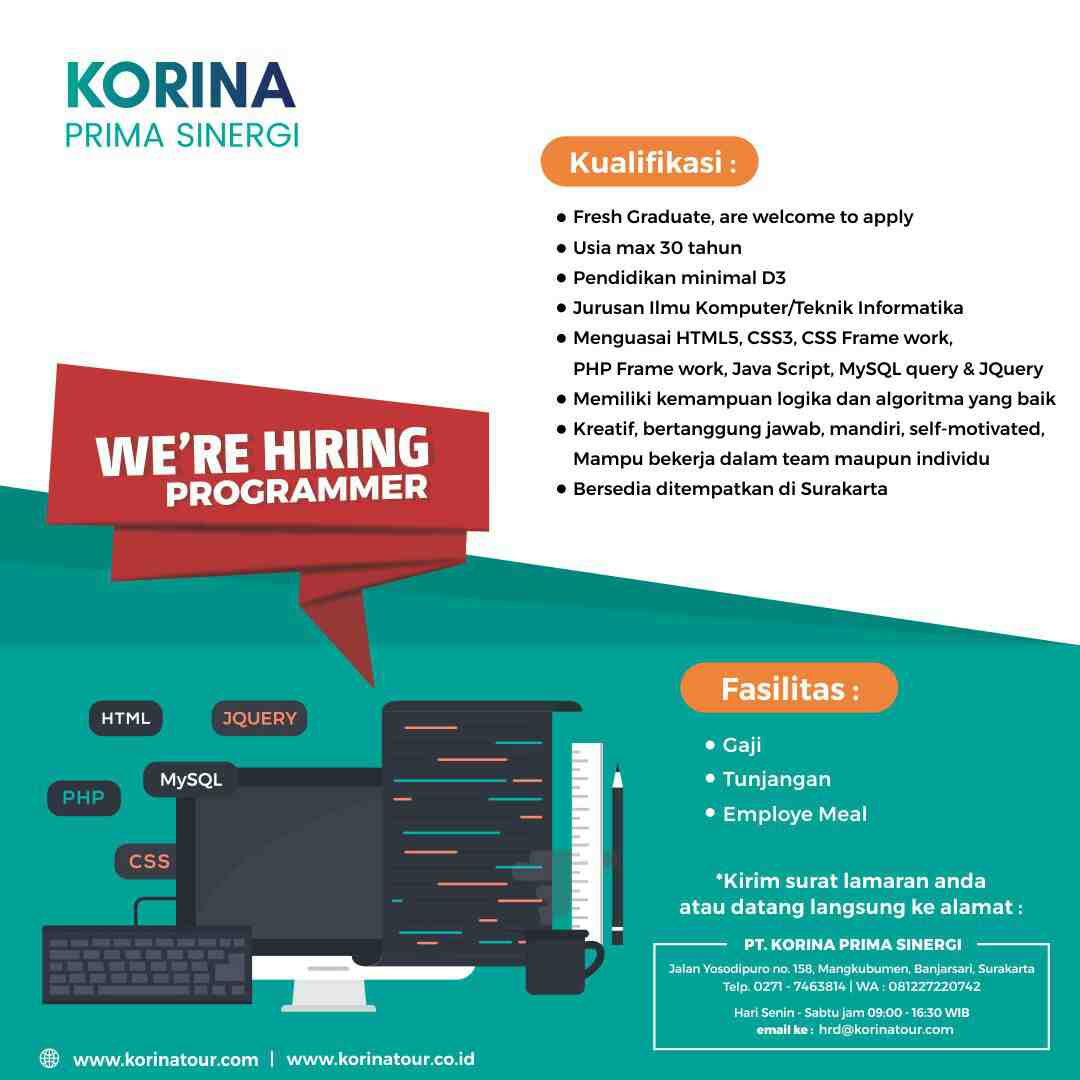 KORINA
PRIMA SINERGI
Kualifikasi :
• Fresh Graduate, are welcome to apply
• Usia max 30 tahun
• Pendidikan minimal D3
• Jurusan Ilmu Komputer/Teknik Informatika
• Menguasai HTML5, CSS3, CSS Frame work,
PHP Frame work, Java Script, MySQL query & JQuery
• Memiliki kemampuan logika dan algoritma yang baik
• Kreatif, bertanggung jawab, mandiri, self-motivated,
Mampu bekerja dalam team maupun individu
• Bersedia ditempatkan di Surakarta
WE'RE HIRING
PROGRAMMER
HTML
JQUERY
MySQL
PHP
CSS
Fasilitas :
• Gaji
• Tunjangan
• Employe Meal
*Kirim surat lamaran anda
atau datang langsung ke alamat :
PT. KORINA PRIMA SINERGI
Jalan Yosodipuro no. 158, Mangkubumen, Banjarsari, Surakarta
Telp. 0271 - 7463814 | WA : 081227220742
Hari Senin - Sabtu jam 09:00 - 16:30 WIB
email ke : hrd@korinatour.com
www.korinatour.com | www.korinatour.co.id